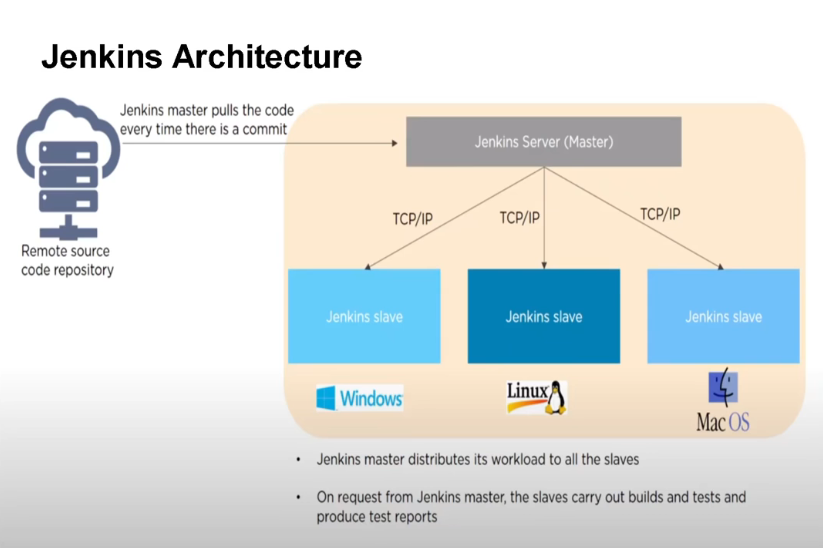 Jenkins Architecture
Jenkins master pulls the code
every time there is a commit
Jenkins Server (Master)
TCP/IP
TCP/IP
TCP/IP
Remote source
code repository
Jenkins slave
Jenkins slave
Jenkins slave
Windows
Linux
Mac OS
• Jenkins master distributes its workload to all the slaves
• On request from Jenkins master, the slaves carry out builds and tests and
produce test reports